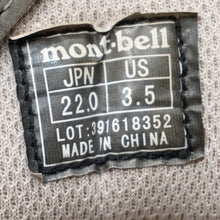 mont-bell
JPN US
22.0 3.5
LOT:391618352
MADE IN CHINA